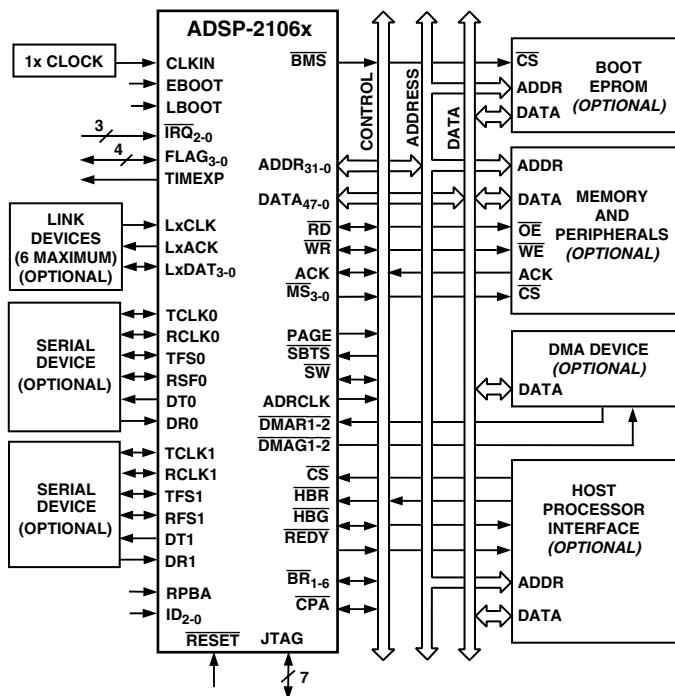 ADSP-2106x
1x CLOCK
CLKIN
EBOOT
LBOOT
3
IRQ2-0
4
FLAG3-0
TIMEXP
LINK
DEVICES
(6 MAXIMUM)
(OPTIONAL)
LxCLK
LxACK
LxDAT3-0
SERIAL
DEVICE
(OPTIONAL)
TCLK0
RCLK0
TFS0
RSF0
DT0
DR0
SERIAL
DEVICE
(OPTIONAL)
TCLK1
RCLK1
TFS1
RFS1
DT1
DR1
RPBA
ID2-0
RESET
JTAG
7
BMS
ADDR31-0
DATA47-0
RD
WR
ACK
MS3-0
PAGE
SBTS
SW
ADRCLK
DMAR1-2
DMAG1-2
CS
HBR
HBG
REDY
BR1-6
CPA
CONTROL
ADDRESS
DATA
CS
ADDR
DATA
BOOT
EPROM
(OPTIONAL)
ADDR
DATA
OE
WE
ACK
CS
MEMORY
AND
PERIPHERALS
(OPTIONAL)
DMA DEVICE
(OPTIONAL)
DATA
HOST
PROCESSOR
INTERFACE
(OPTIONAL)
ADDR
DATA